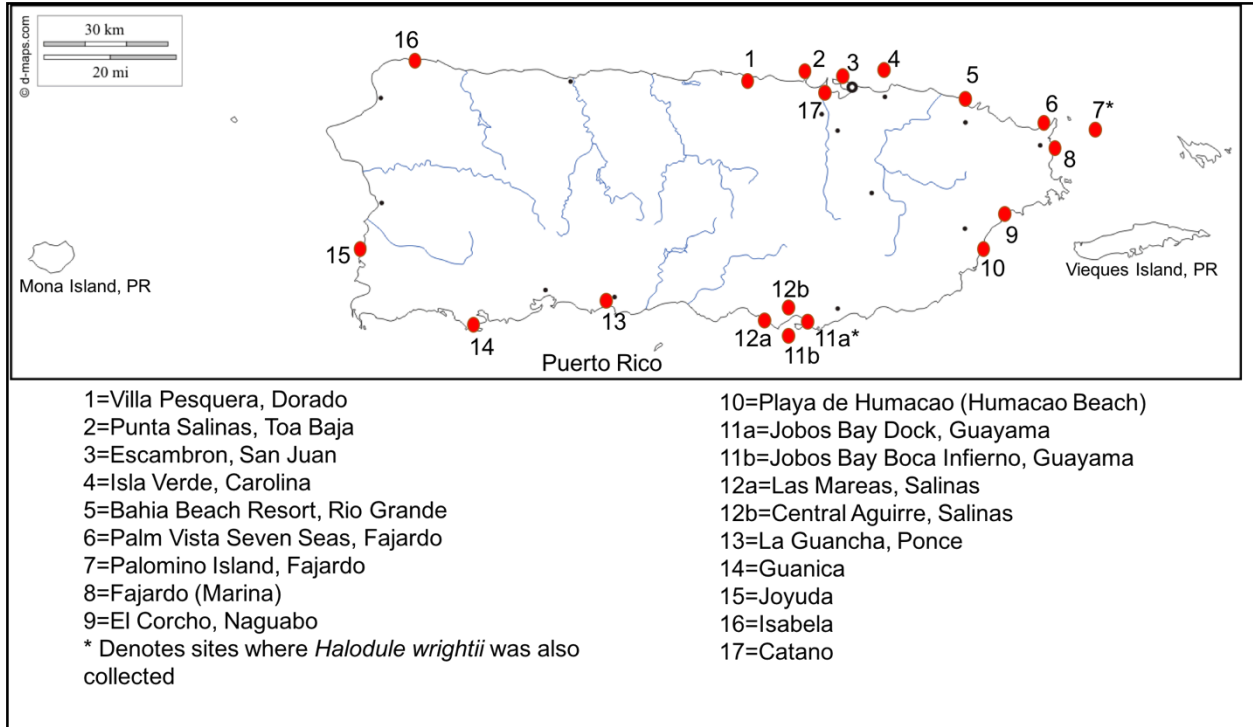 © d-maps.com
30 km
20 mi
16
1
2
3
4
5
17
6
7*
8
9
10
15
Mona Island, PR
Vieques Island, PR
13
12b
14
12a
11a*
11b
Puerto Rico
1=Villa Pesquera, Dorado
2=Punta Salinas, Toa Baja
3=Escambron, San Juan
4=Isla Verde, Carolina
5=Bahia Beach Resort, Rio Grande
6=Palm Vista Seven Seas, Fajardo
7=Palomino Island, Fajardo
8=Fajardo (Marina)
9=El Corcho, Naguabo
* Denotes sites where Halodule wrightii was also
collected
10=Playa de Humacao (Humacao Beach)
11a=Jobos Bay Dock, Guayama
11b=Jobos Bay Boca Infierno, Guayama
12a=Las Mareas, Salinas
12b=Central Aguirre, Salinas
13=La Guancha, Ponce
14=Guanica
15=Joyuda
16=Isabela
17=Catano